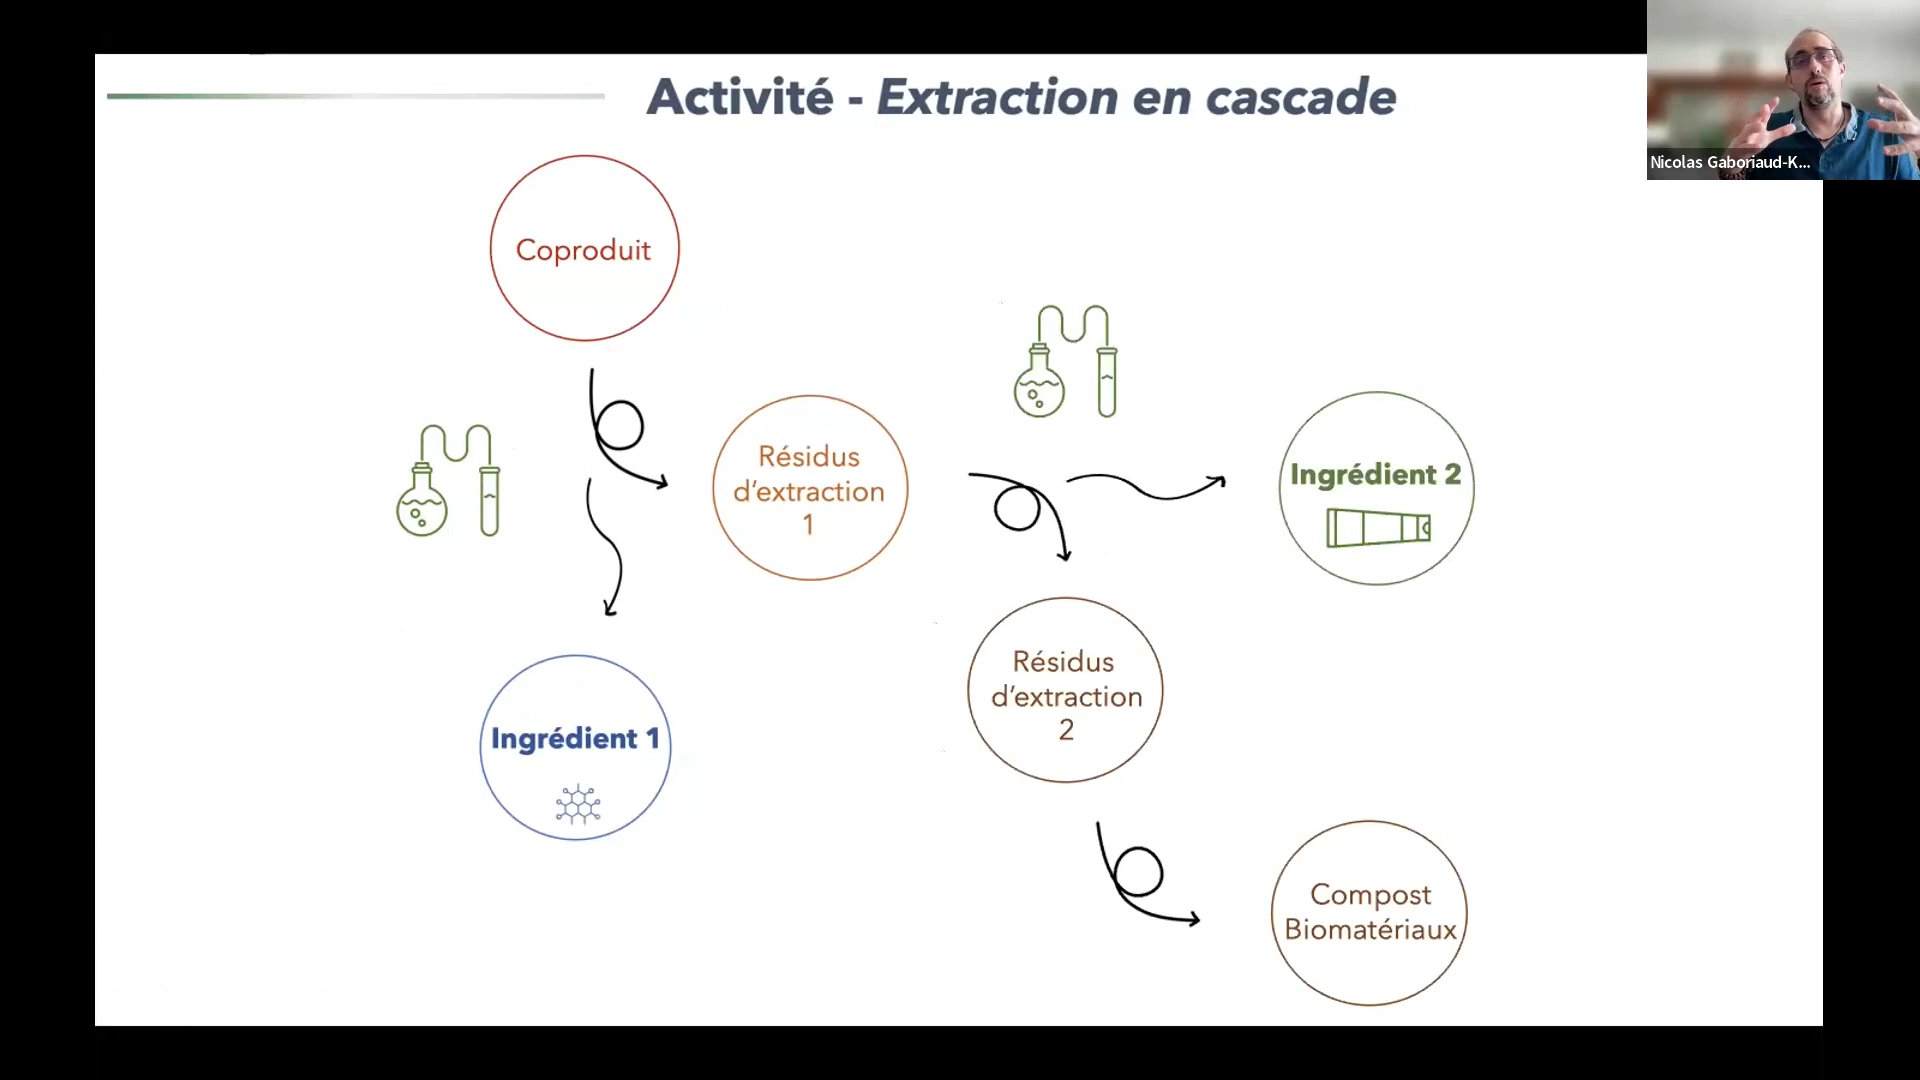 Activité - Extraction en cascade
Nicolas Gaboriaud-K...
Coproduit
Résidus
d'extraction
1
Ingrédient 2
Résidus
d'extraction
2
Ingrédient 1
Compost
Biomatériaux